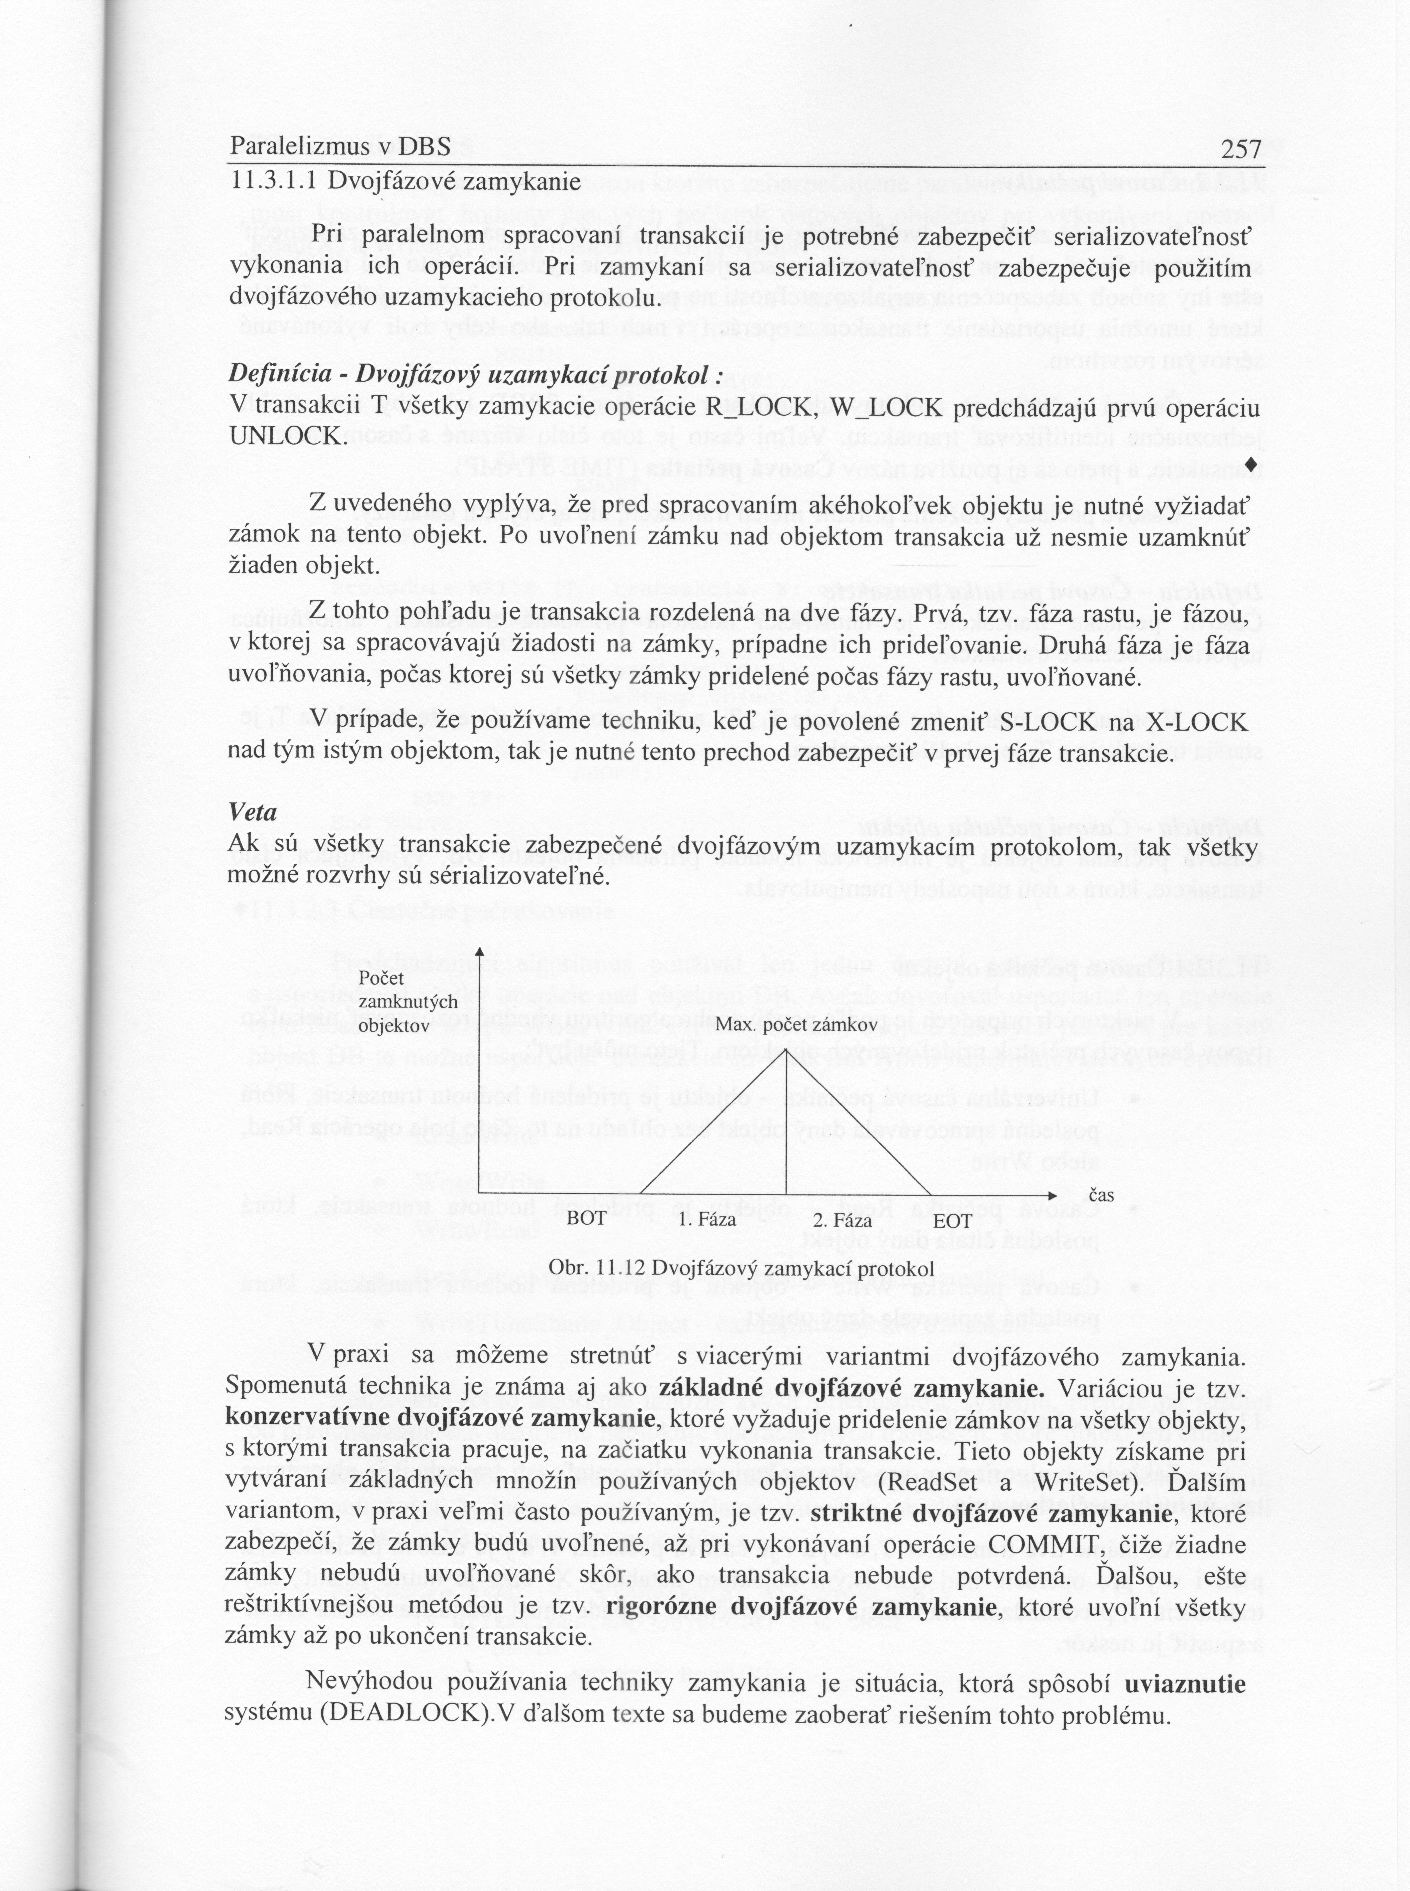 Paralelizmus v DBS 257
11.3.1.1 Dvojfázové zamykanie
Pri paralelnom spracovaní transakcií je potrebné zabezpečiť serializovateľnosť
vykonania ich operácií. Pri zamykaní sa serializovateľnosť zabezpečuje použitím
dvojfázového uzamykacieho protokolu.
Definícia - Dvojfázový uzamykací protokol :
V transakcii T všetky zamykacie operácie R_LOCK, W_LOCK predchádzajú prvú operáciu
UNLOCK.
♦
Z uvedeného vyplýva, že pred spracovaním akéhokoľvek objektu je nutné vyžiadať
zámok na tento objekt. Po uvoľnení zámku nad objektom transakcia už nesmie uzamknúť
žiaden objekt.
Z tohto pohľadu je transakcia rozdelená na dve fázy. Prvá, tzv. fáza rastu, je fázou,
v ktorej sa spracovávajú žiadosti na zámky, prípadne ich prideľovanie. Druhá fáza je fáza
uvoľňovania, počas ktorej sú všetky zámky pridelené počas fázy rastu, uvoľňované.
V prípade, že používame techniku, keď je povolené zmeniť S-LOCK na X-LOCK
nad tým istým objektom, tak je nutné tento prechod zabezpečiť v prvej fáze transakcie.
Veta
Ak sú všetky transakcie zabezpečené dvojfázovým uzamykacím protokolom, tak všetky
možné rozvrhy sú sérializovateľné.
Počet
zamknutých
objektov
Max. počet zámkov
čas
BOT 1. Fáza 2. Fáza EOT
Obr. 11.12 Dvojfázový zamykací protokol
V praxi sa môžeme stretnúť s viacerými variantmi dvojfázového zamykania.
Spomenutá technika je známa aj ako základné dvojfázové zamykanie. Variáciou je tzv.
konzervatívne dvojfázové zamykanie, ktoré vyžaduje pridelenie zámkov na všetky objekty,
s ktorými transakcia pracuje, na začiatku vykonania transakcie. Tieto objekty získame pri
vytváraní základných množín používaných objektov (ReadSet a WriteSet). Ďalším
variantom, v praxi veľmi často používaným, je tzv. striktné dvojfázové zamykanie, ktoré
zabezpečí, že zámky budú uvoľnené, až pri vykonávaní operácie COMMIT, čiže žiadne
zámky nebudú uvoľňované skôr, ako transakcia nebude potvrdená. Ďalšou, ešte
reštriktívnejšou metódou je tzv. rigorózne dvojfázové zamykanie, ktoré uvoľní všetky
zámky až po ukončení transakcie.
Nevýhodou používania techniky zamykania je situácia, ktorá spôsobí uviaznutie
systému (DEADLOCK).V ďalšom texte sa budeme zaoberať riešením tohto problému.